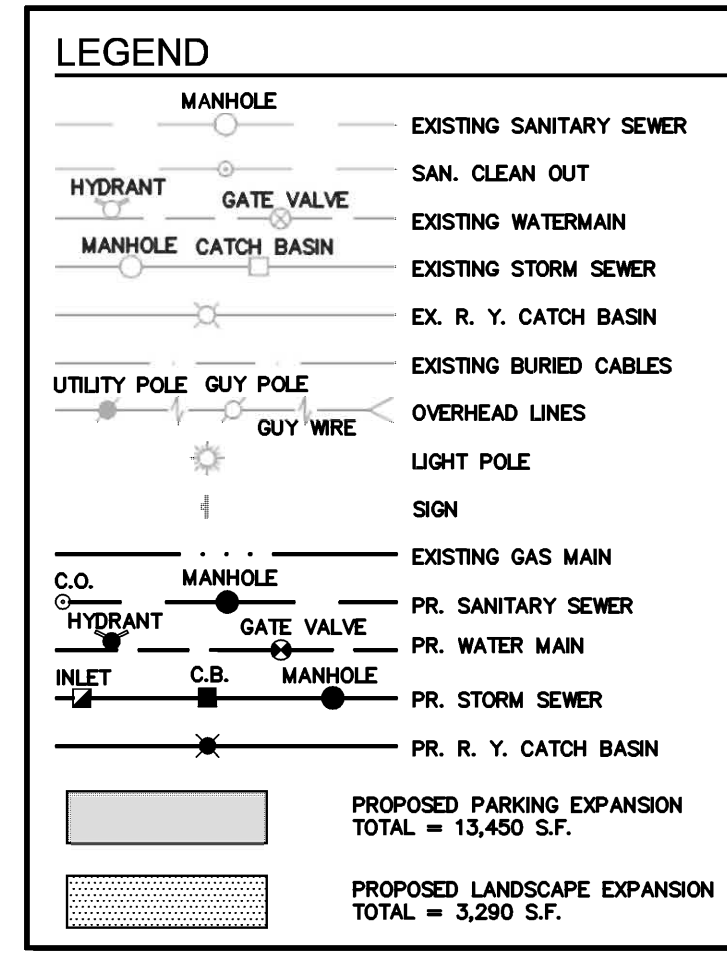 LEGEND
MANHOLE
EXISTING SANITARY SEWER
SAN. CLEAN OUT
HYDRANT
GATE VALVE
EXISTING WATERMAIN
MANHOLE CATCH BASIN
EXISTING STORM SEWER
EX. R. Y. CATCH BASIN
EXISTING BURIED CABLES
UTILITY POLE GUY POLE
GUY WIRE
OVERHEAD LINES
LIGHT POLE
SIGN
EXISTING GAS MAIN
C.O. MANHOLE
PR. SANITARY SEWER
HYDRANT GATE VALVE
PR. WATER MAIN
INLET C.B. MANHOLE
PR. STORM SEWER
PR. R. Y. CATCH BASIN
PROPOSED PARKING EXPANSION
TOTAL = 13,450 S.F.
PROPOSED LANDSCAPE EXPANSION
TOTAL = 3,290 S.F.